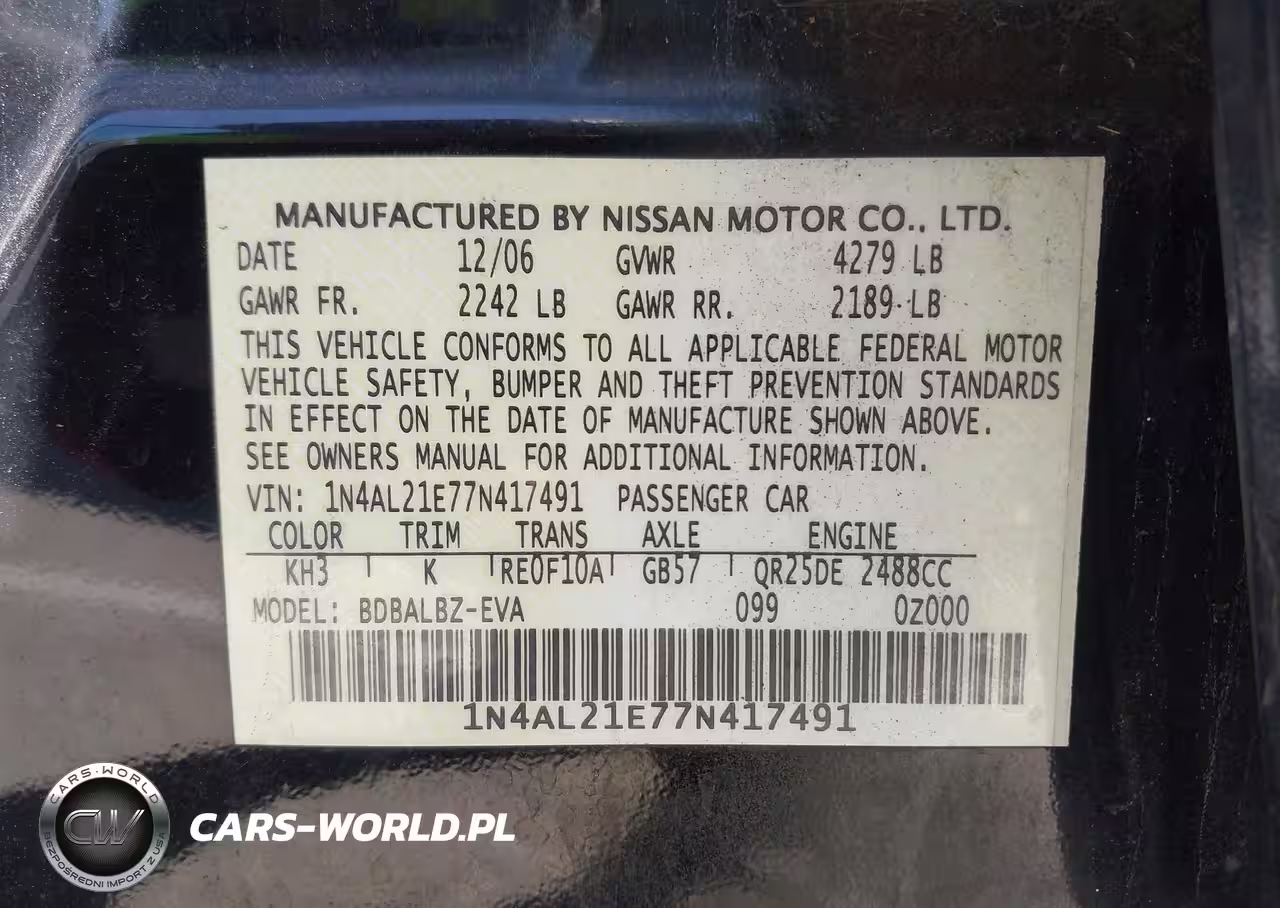 MANUFACTURED BY NISSAN MOTOR CO., LTD.
DATE 12/06 GVWR 4279 LB
GAWR FR. 2242 LB GAWR RR. 2189 LB
THIS VEHICLE CONFORMS TO ALL APPLICABLE FEDERAL MOTOR
VEHICLE SAFETY, BUMPER AND THEFT PREVENTION STANDARDS
IN EFFECT ON THE DATE OF MANUFACTURE SHOWN ABOVE.
SEE OWNERS MANUAL FOR ADDITIONAL INFORMATION.
VIN: 1N4AL21E77N417491 PASSENGER CAR
COLOR TRIM TRANS AXLE ENGINE
KH3 K RE0F10A GB57 QR25DE 2488CC
MODEL: BDBALBZ-EVA 099 0Z000
1N4AL21E77N417491
CARS-WORLD
CW
BEZPOŚREDNI IMPORT Z USA
CARS-WORLD.PL